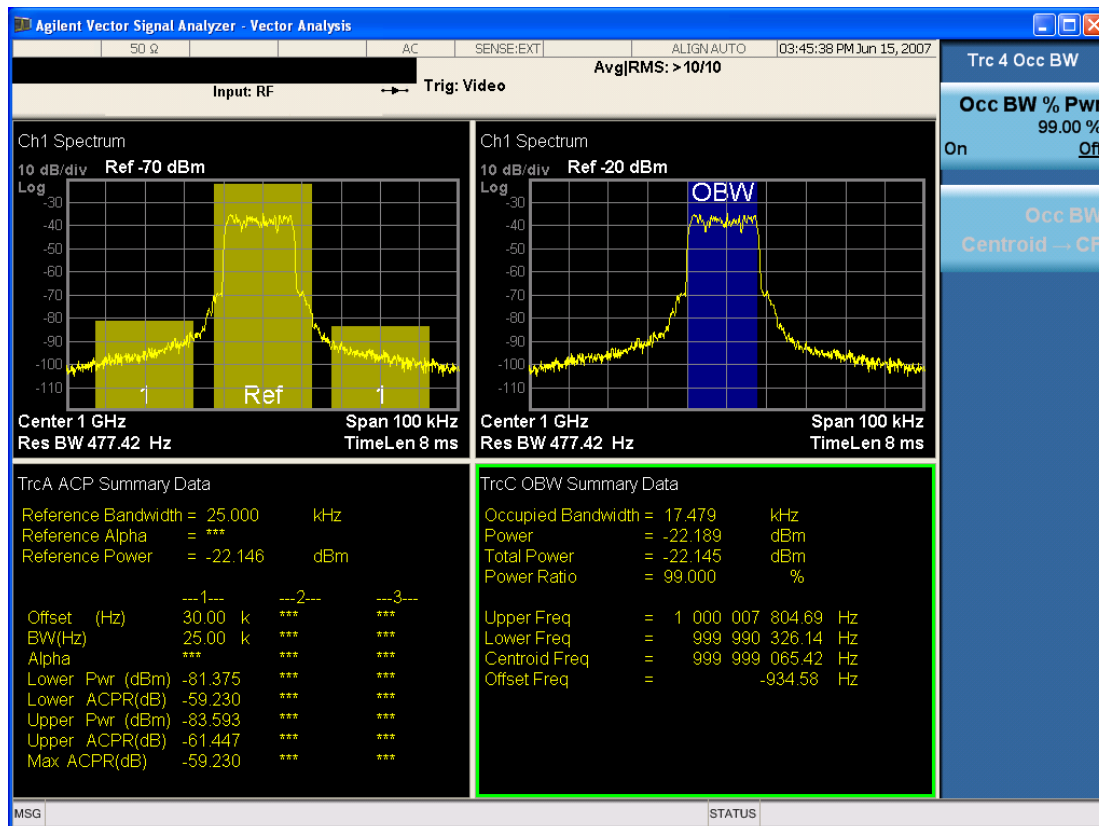 Agilent Vector Signal Analyzer - Vector Analysis
50 Ω AC SENSE:EXT ALIGN AUTO 03:45:38 PM Jun 15, 2007
Avg|RMS: >10/10
Input: RF Trig: Video
Trc 4 Occ BW
Occ BW % Pwr
99.00 %
On Off
Occ BW
Centroid → CF
Ch1 Spectrum
10 dB/div Ref -70 dBm
Log
-30
-40
-50
-60
-70
-80
-90
-100
-110
1 Ref 1
Center 1 GHz Span 100 kHz
Res BW 477.42 Hz TimeLen 8 ms
Ch1 Spectrum
10 dB/div Ref -20 dBm
Log
OBW
-30
-40
-50
-60
-70
-80
-90
-100
-110
Center 1 GHz Span 100 kHz
Res BW 477.42 Hz TimeLen 8 ms
TrcA ACP Summary Data
Reference Bandwidth = 25.000 kHz
Reference Alpha = ***
Reference Power = -22.146 dBm
---1--- ---2--- ---3---
Offset (Hz) 30.00 k *** ***
BW(Hz) 25.00 k *** ***
Alpha *** *** ***
Lower Pwr (dBm) -81.375 *** ***
Lower ACPR(dB) -59.230 *** ***
Upper Pwr (dBm) -83.593 *** ***
Upper ACPR(dB) -61.447 *** ***
Max ACPR(dB) -59.230 *** ***
TrcC OBW Summary Data
Occupied Bandwidth = 17.479 kHz
Power = -22.189 dBm
Total Power = -22.145 dBm
Power Ratio = 99.000 %
Upper Freq = 1 000 007 804.69 Hz
Lower Freq = 999 990 326.14 Hz
Centroid Freq = 999 999 065.42 Hz
Offset Freq = -934.58 Hz
MSG STATUS